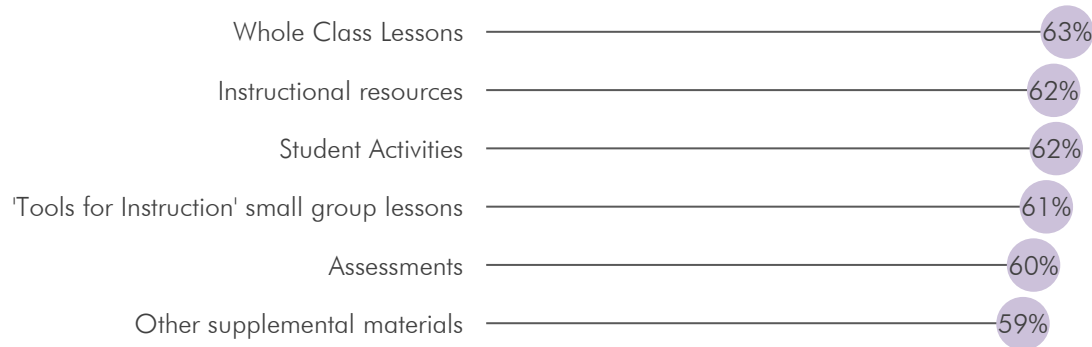 Whole Class Lessons 63%
Instructional resources 62%
Student Activities 62%
'Tools for Instruction' small group lessons 61%
Assessments 60%
Other supplemental materials 59%